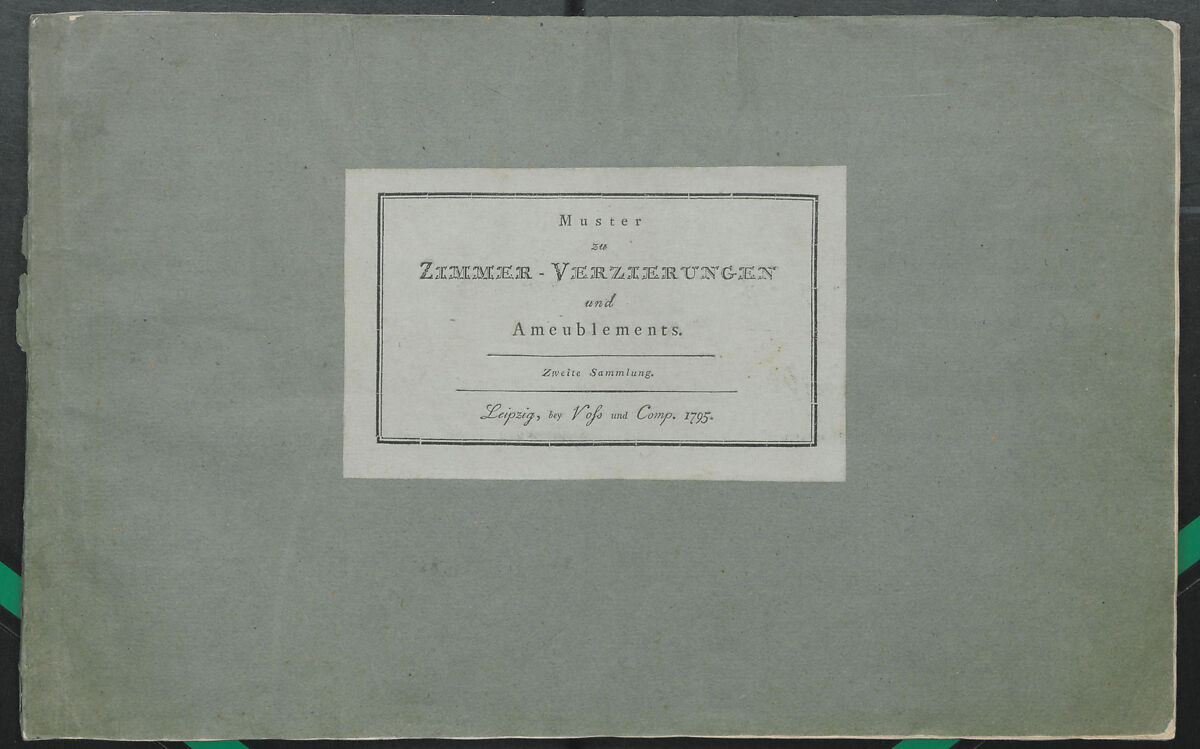 Muster
zu
ZIMMER - VERZIERUNGEN
und
Ameublements.
Zweite Sammlung.
Leipzig, bey Voſs und Comp. 1795.